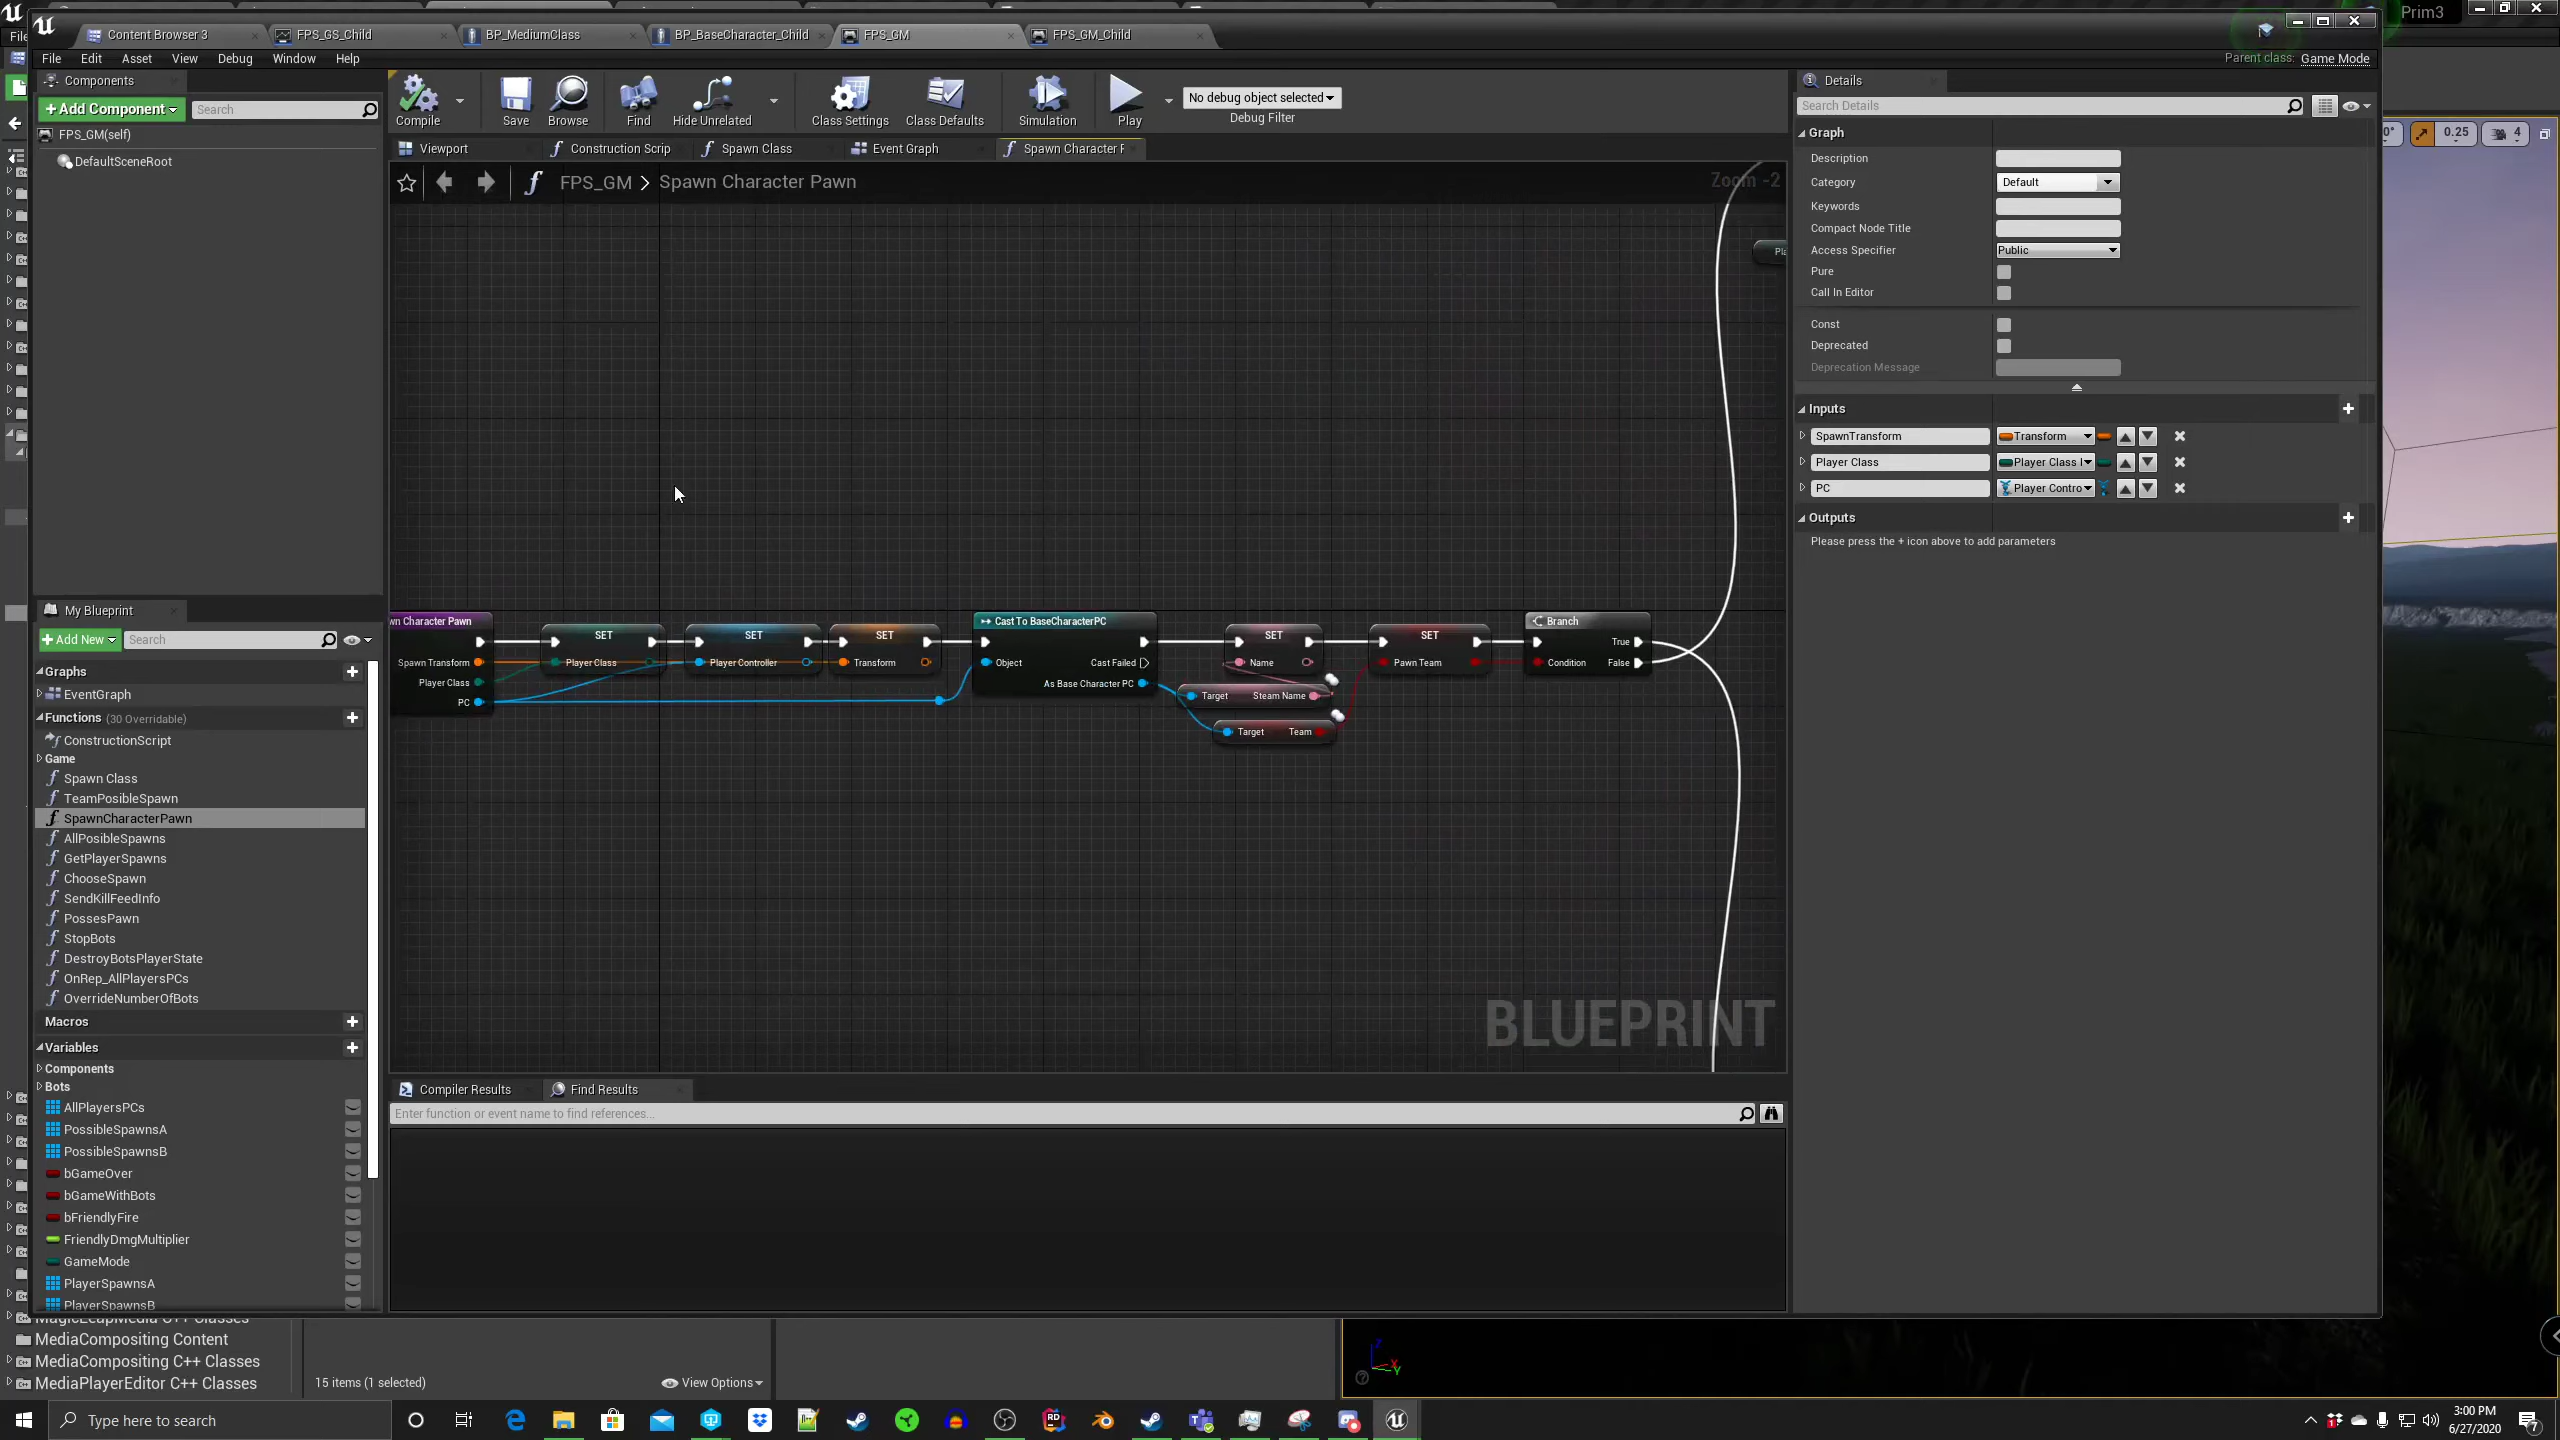 Prim3
Content Browser 3
FPS_GS_Child
BP_MediumClass
BP_BaseCharacter_Child
FPS_GM
FPS_GM_Child
File Edit Asset View Debug Window Help
Parent class: Game Mode
Components
+Add Component
Search
FPS_GM(self)
DefaultSceneRoot
Compile
Save
Browse
Find
Hide Unrelated
Class Settings
Class Defaults
Simulation
Play
No debug object selected
Debug Filter
Viewport
Construction Scrip
Spawn Class
Event Graph
Spawn Character F
FPS_GM > Spawn Character Pawn
Zoom -2
wn Character Pawn
Spawn Transform
Player Class
PC
SET
Player Class
SET
Player Controller
SET
Transform
Cast To BaseCharacterPC
Object
Cast Failed
As Base Character PC
SET
Name
Target Steam Name
Target Team
SET
Pawn Team
Branch
True
Condition False
Pla
BLUEPRINT
Details
Search Details
0.25
4
Graph
Description
Category Default
Keywords
Compact Node Title
Access Specifier Public
Pure
Call In Editor
Const
Deprecated
Deprecation Message
Inputs
SpawnTransform Transform
Player Class Player Class I
PC Player Contro
Outputs
Please press the + icon above to add parameters
My Blueprint
+Add New
Search
Graphs
EventGraph
Functions (30 Overridable)
ConstructionScript
Game
Spawn Class
TeamPosibleSpawn
SpawnCharacterPawn
AllPosibleSpawns
GetPlayerSpawns
ChooseSpawn
SendKillFeedInfo
PossesPawn
StopBots
DestroyBotsPlayerState
OnRep_AllPlayersPCs
OverrideNumberOfBots
Macros
Variables
Components
Bots
AllPlayersPCs
PossibleSpawnsA
PossibleSpawnsB
bGameOver
bGameWithBots
bFriendlyFire
FriendlyDmgMultiplier
GameMode
PlayerSpawnsA
PlayerSpawnsB
Compiler Results
Find Results
Enter function or event name to find references...
MagicLeapMedia C++ Classes
MediaCompositing Content
MediaCompositing C++ Classes
MediaPlayerEditor C++ Classes
15 items (1 selected)
View Options
Type here to search
3:00 PM
6/27/2020